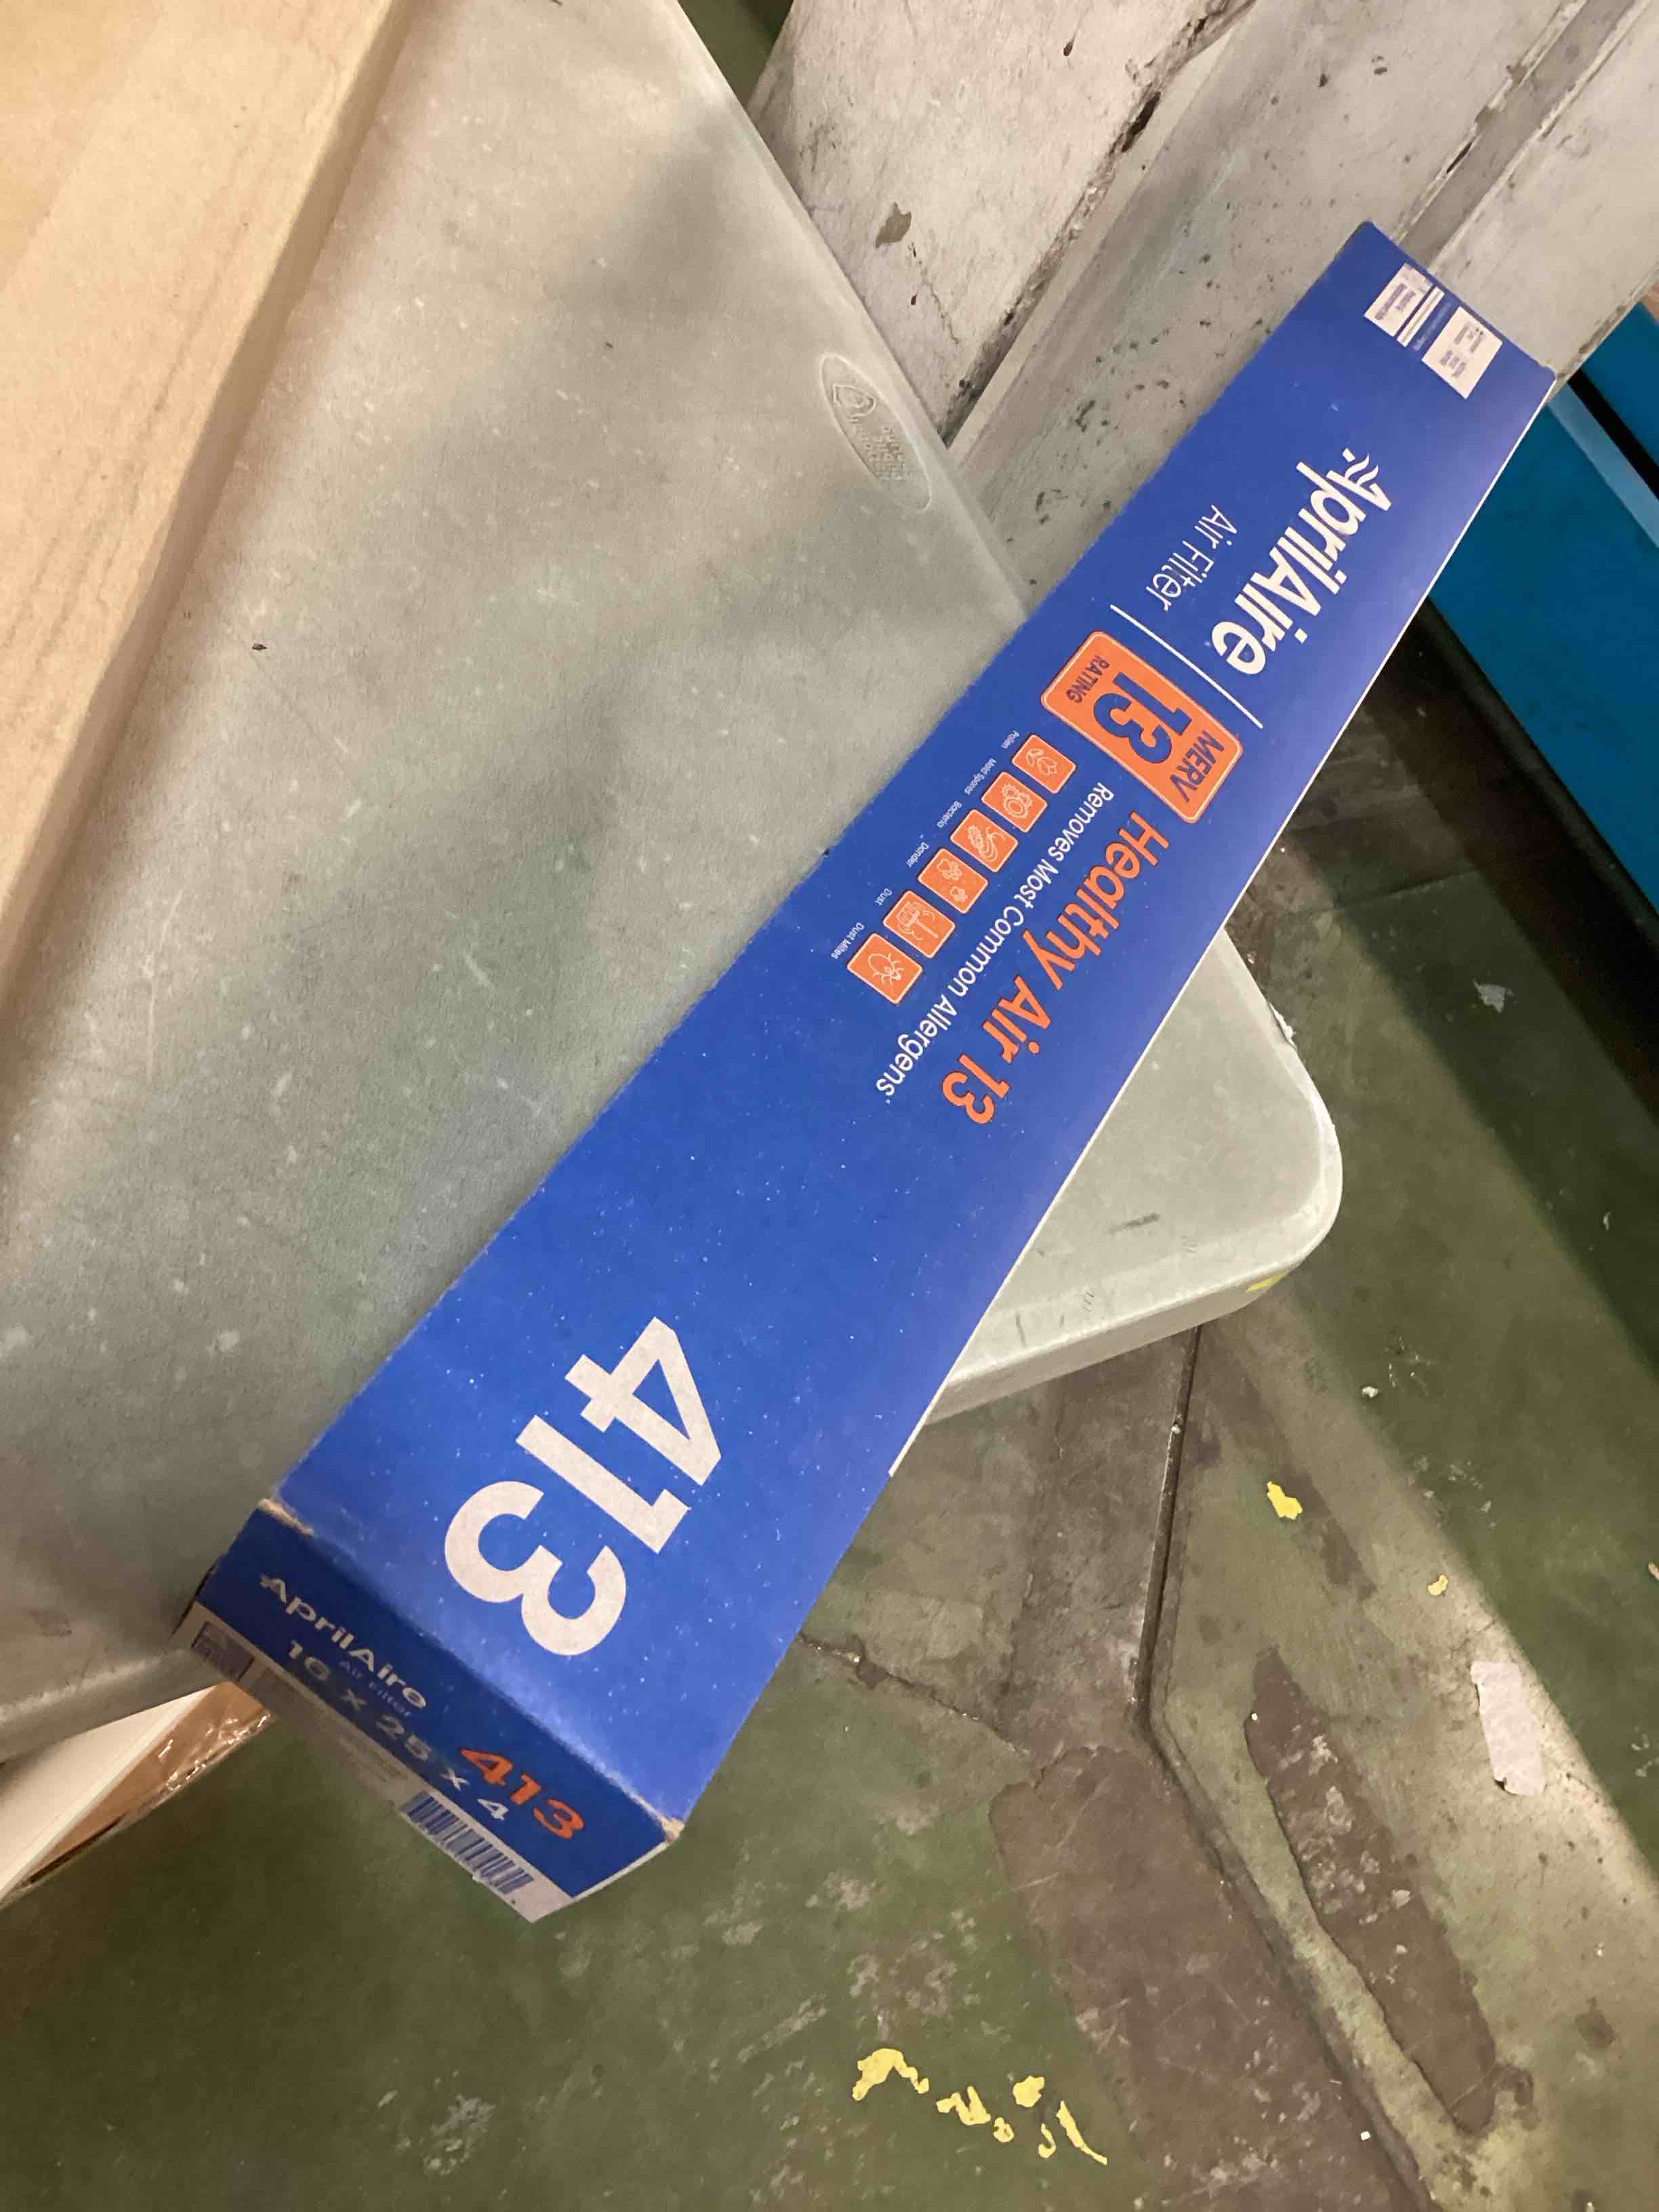 AprilAire
Air Filter
MERV
13
RATING
Healthy Air 13
Removes Most Common Allergens
Pollen
Mold Spores
Bacteria
Dander
Dust
Dust Mites
413
AprilAire
Air Filter
413
16 x 25 x 4